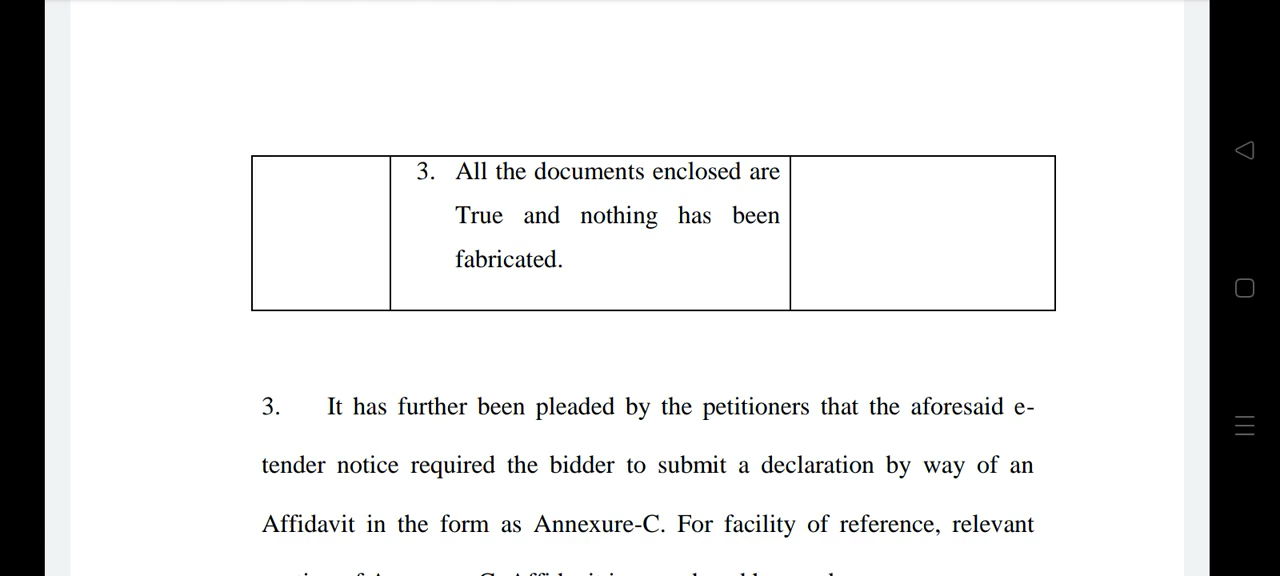 3. All the documents enclosed are
True and nothing has been
fabricated.
3. It has further been pleaded by the petitioners that the aforesaid e-
tender notice required the bidder to submit a declaration by way of an
Affidavit in the form as Annexure-C. For facility of reference, relevant